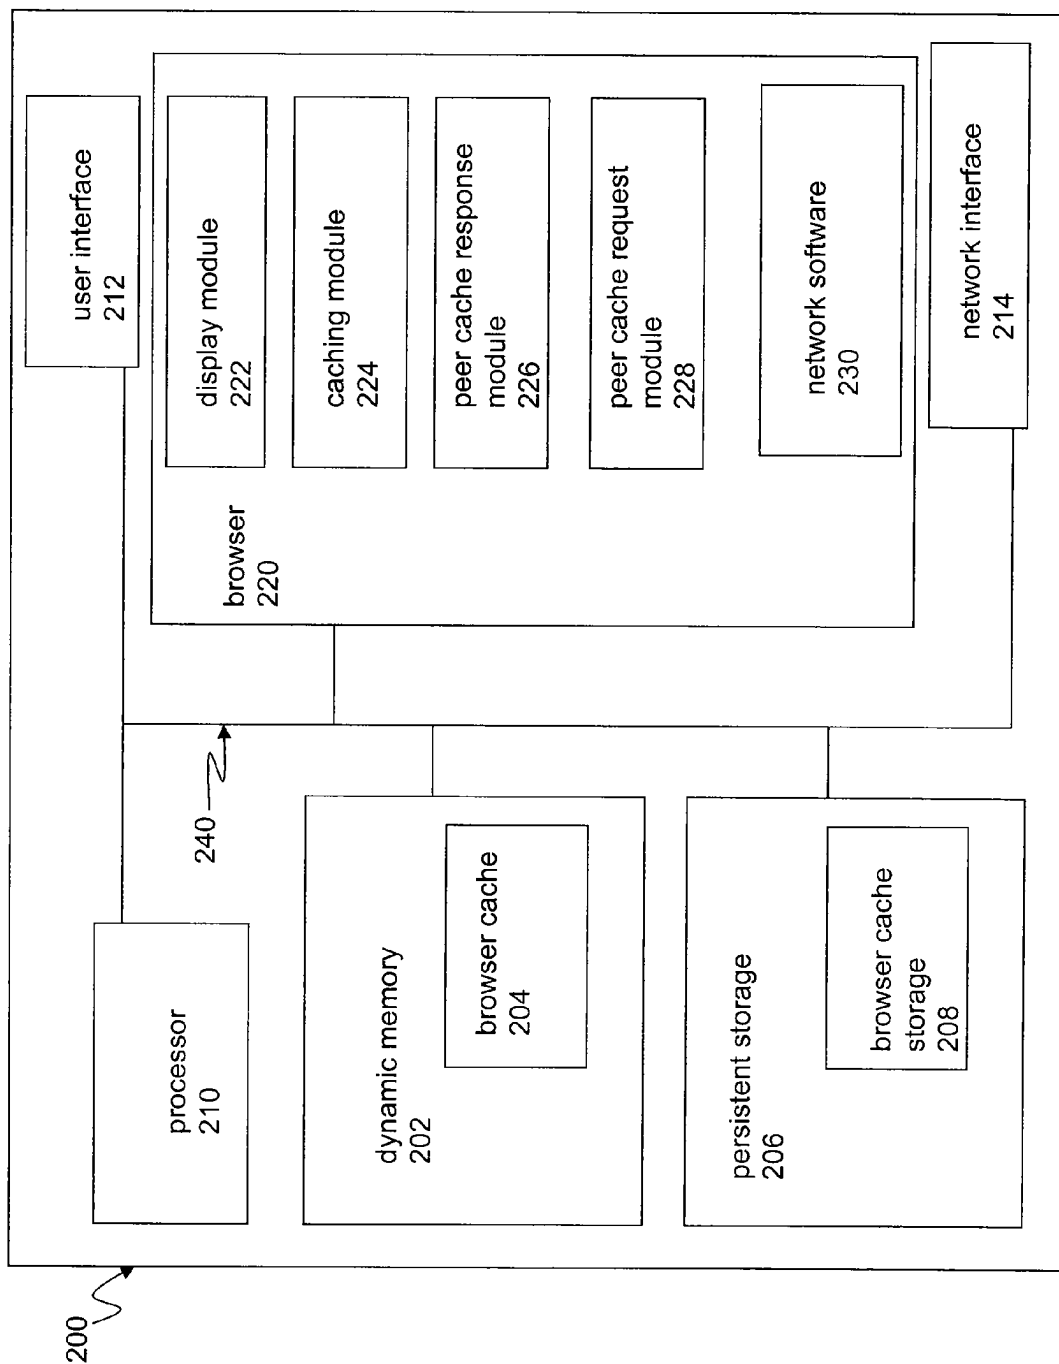 200
processor
210
240
user interface
212
dynamic memory
202
browser cache
204
persistent storage
206
browser cache
storage
208
browser
220
display module
222
caching module
224
peer cache response
module
226
peer cache request
module
228
network software
230
network interface
214